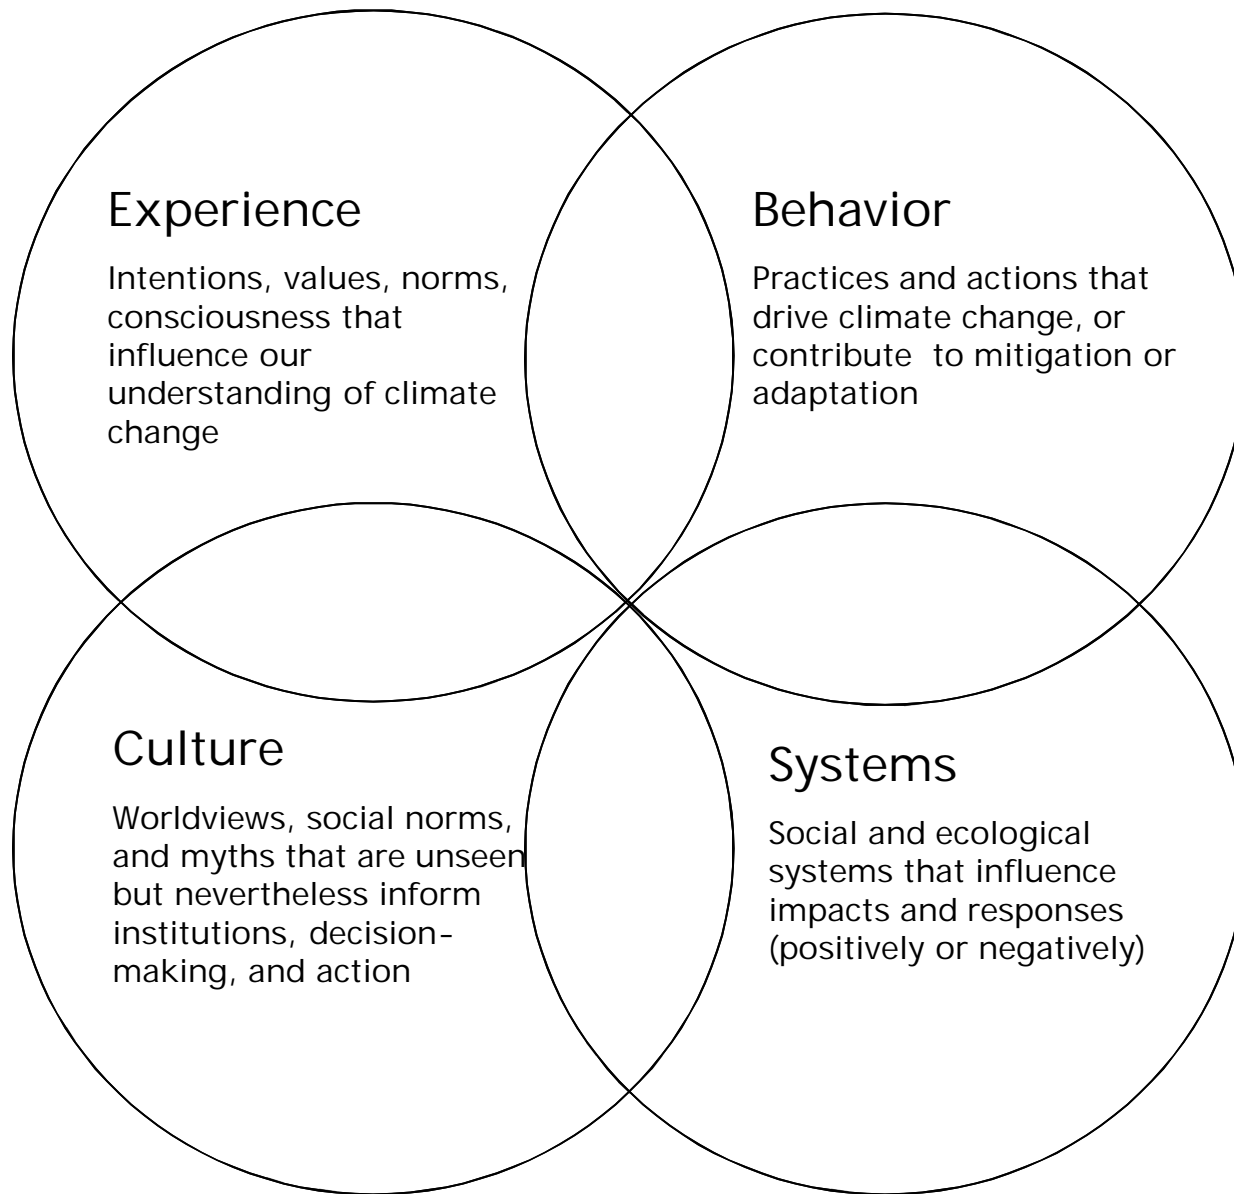 Experience
Intentions, values, norms,
consciousness that
influence our
understanding of climate
change
Behavior
Practices and actions that
drive climate change, or
contribute  to mitigation or
adaptation
Culture
Worldviews, social norms,
and myths that are unseen
but nevertheless inform
institutions, decision-
making, and action
Systems
Social and ecological
systems that influence
impacts and responses
(positively or negatively)